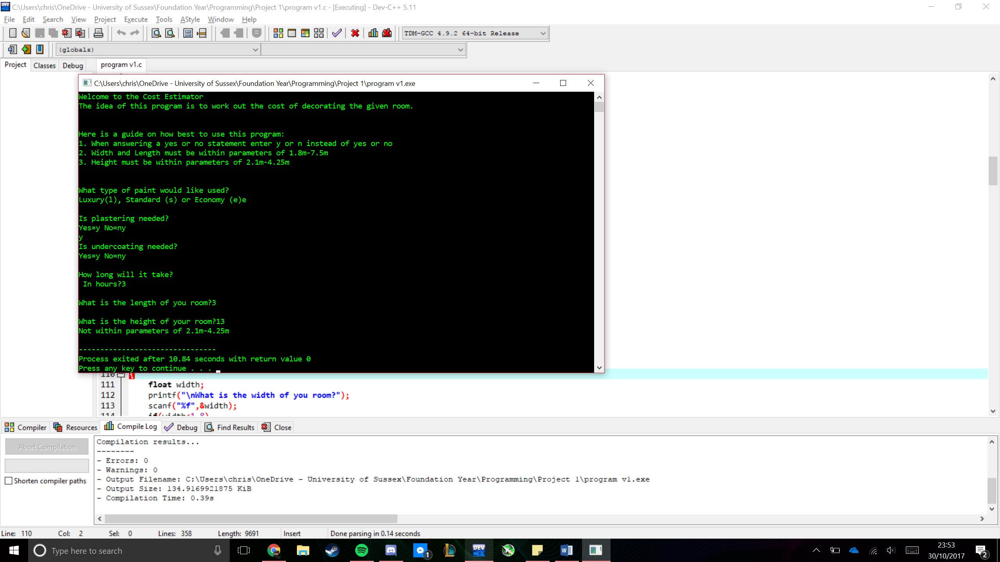 C:\Users\chris\OneDrive - University of Sussex\Foundation Year\Programming\Project 1\program v1.c - [Executing] - Dev-C++ 5.11
File Edit Search View Project Execute Tools AStyle Window Help
TDM-GCC 4.9.2 64-bit Release
(globals)
Project Classes Debug program v1.c
C:\Users\chris\OneDrive - University of Sussex\Foundation Year\Programming\Project 1\program v1.exe
Welcome to the Cost Estimator
The idea of this program is to work out the cost of decorating the given room.
Here is a guide on how best to use this program:
1. When answering a yes or no statement enter y or n instead of yes or no
2. Width and Length must be within parameters of 1.8m-7.5m
3. Height must be within parameters of 2.1m-4.25m
What type of paint would like used?
Luxury(l), Standard (s) or Economy (e)e
Is plastering needed?
Yes=y No=ny
y
Is undercoating needed?
Yes=y No=ny
How long will it take?
In hours?3
What is the length of you room?3
What is the height of your room?13
Not within parameters of 2.1m-4.25m
--------------------------------
Process exited after 10.84 seconds with return value 0
Press any key to continue . . .
110 {
111 float width;
112 printf("\nWhat is the width of you room?");
113 scanf("%f",&width);
114 if(width<1.8)
Compiler Resources Compile Log Debug Find Results Close
Abort Compilation
Shorten compiler paths
Compilation results...
--------
- Errors: 0
- Warnings: 0
- Output Filename: C:\Users\chris\OneDrive - University of Sussex\Foundation Year\Programming\Project 1\program v1.exe
- Output Size: 134.9169921875 KiB
- Compilation Time: 0.39s
Line: 110 Col: 2 Sel: 0 Lines: 358 Length: 9691 Insert Done parsing in 0.14 seconds
Type here to search
DEV C++
1
23:53
30/10/2017
2